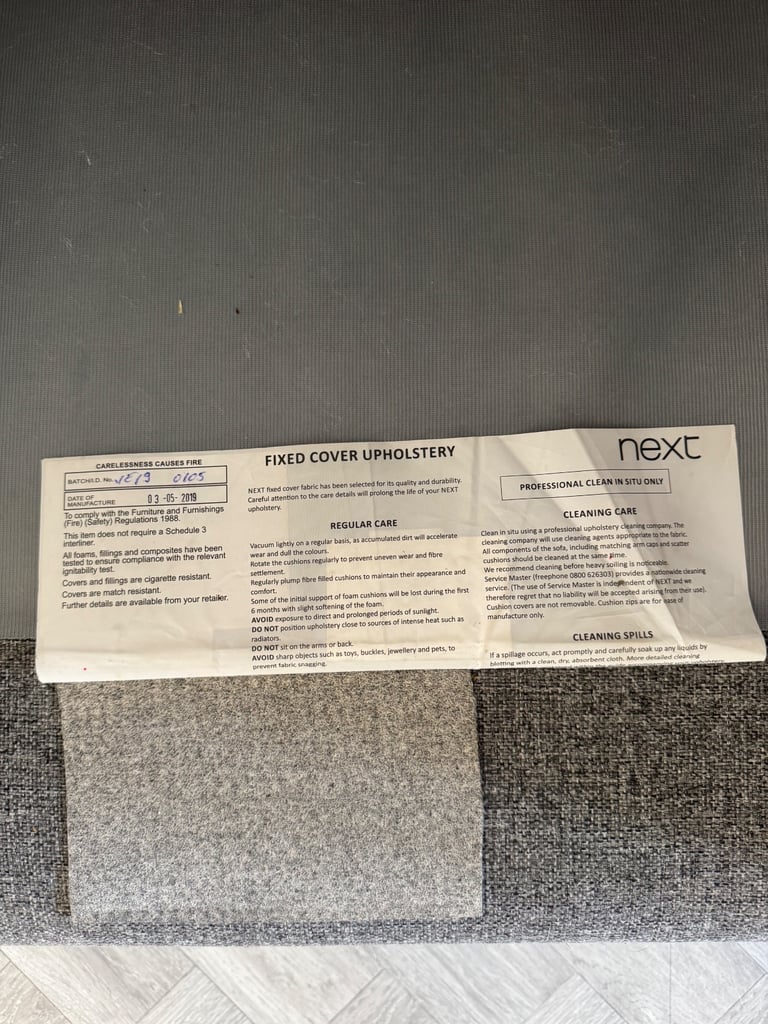 CARELESSNESS CAUSES FIRE
BATCH/I.D. No. VE19 0105
DATE OF
MANUFACTURE 03-05-2019
To comply with the Furniture and Furnishings
(Fire) (Safety) Regulations 1988.
This item does not require a Schedule 3
interliner.
All foams, fillings and composites have been
tested to ensure compliance with the relevant
ignitability test.
Covers and fillings are cigarette resistant.
Covers are match resistant.
Further details are available from your retailer.
FIXED COVER UPHOLSTERY
NEXT fixed cover fabric has been selected for its quality and durability.
Careful attention to the care details will prolong the life of your NEXT
upholstery.
REGULAR CARE
Vacuum lightly on a regular basis, as accumulated dirt will accelerate
wear and dull the colours.
Rotate the cushions regularly to prevent uneven wear and fibre
settlement.
Regularly plump fibre filled cushions to maintain their appearance and
comfort.
Some of the initial support of foam cushions will be lost during the first
6 months with slight softening of the foam.
AVOID exposure to direct and prolonged periods of sunlight.
DO NOT position upholstery close to sources of intense heat such as
radiators.
DO NOT sit on the arms or back.
AVOID sharp objects such as toys, buckles, jewellery and pets, to
prevent fabric snagging.
next
PROFESSIONAL CLEAN IN SITU ONLY
CLEANING CARE
Clean in situ using a professional upholstery cleaning company. The
cleaning company will use cleaning agents appropriate to the fabric.
All components of the sofa, including matching arm caps and scatter
cushions should be cleaned at the same time.
We recommend cleaning before heavy soiling is noticeable.
Service Master (freephone 0800 626303) provides a nationwide cleaning
service. (The use of Service Master is independent of NEXT and we
therefore regret that no liability will be accepted arising from their use).
Cushion covers are not removable. Cushion zips are for ease of
manufacture only.
CLEANING SPILLS
If a spillage occurs, act promptly and carefully soak up any liquids by
blotting with a clean, dry, absorbent cloth. More detailed cleaning